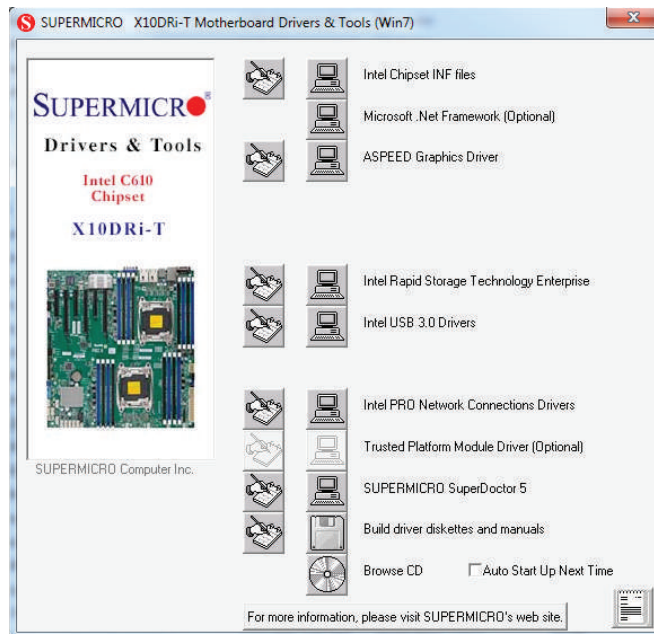 SUPERMICRO X10DRi-T Motherboard Drivers & Tools (Win7)
SUPERMICRO
Drivers & Tools
Intel C610
Chipset
X10DRi-T
SUPERMICRO Computer Inc.
Intel Chipset INF files
Microsoft .Net Framework (Optional)
ASPEED Graphics Driver
Intel Rapid Storage Technology Enterprise
Intel USB 3.0 Drivers
Intel PRO Network Connections Drivers
Trusted Platform Module Driver (Optional)
SUPERMICRO SuperDoctor 5
Build driver diskettes and manuals
Browse CD Auto Start Up Next Time
For more information, please visit SUPERMICRO's web site.